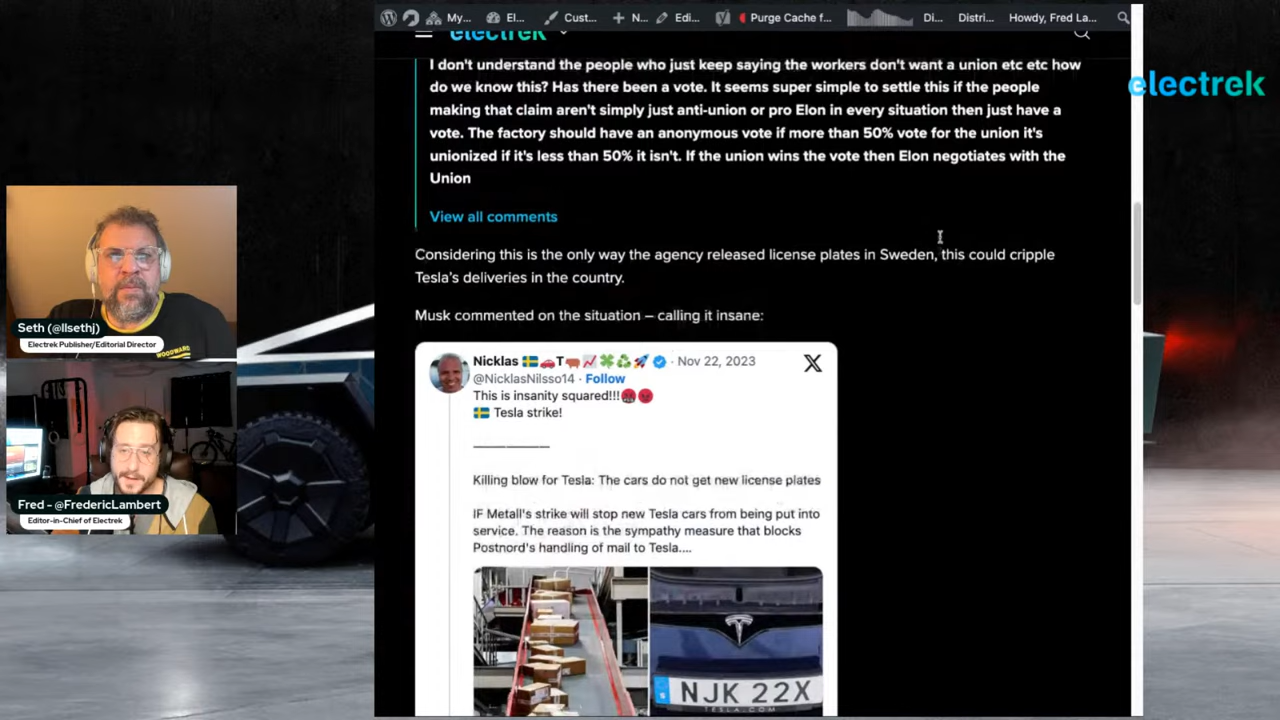 My...
El...
Cust...
N...
Edi...
Purge Cache f...
Di...
Distri...
Howdy, Fred La...
electrek
I don't understand the people who just keep saying the workers don't want a union etc etc how
do we know this? Has there been a vote. It seems super simple to settle this if the people
making that claim aren't simply just anti-union or pro Elon in every situation then just have a
vote. The factory should have an anonymous vote if more than 50% vote for the union it's
unionized if it's less than 50% it isn't. If the union wins the vote then Elon negotiates with the
Union
View all comments
Considering this is the only way the agency released license plates in Sweden, this could cripple
Tesla's deliveries in the country.
Musk commented on the situation – calling it insane:
Nicklas 🇸🇪🚗T🐂📈🍀♻️🚀 · Nov 22, 2023
@NicklasNilsso14 · Follow
This is insanity squared!!!🤬😡
🇸🇪 Tesla strike!
___________
Killing blow for Tesla: The cars do not get new license plates
IF Metall's strike will stop new Tesla cars from being put into
service. The reason is the sympathy measure that blocks
Postnord's handling of mail to Tesla....
S NJK 22X
TESLA.COM
electrek
Seth (@llsethj)
Electrek Publisher/Editorial Director
WOODWARD
Fred - @FredericLambert
Editor-in-Chief of Electrek